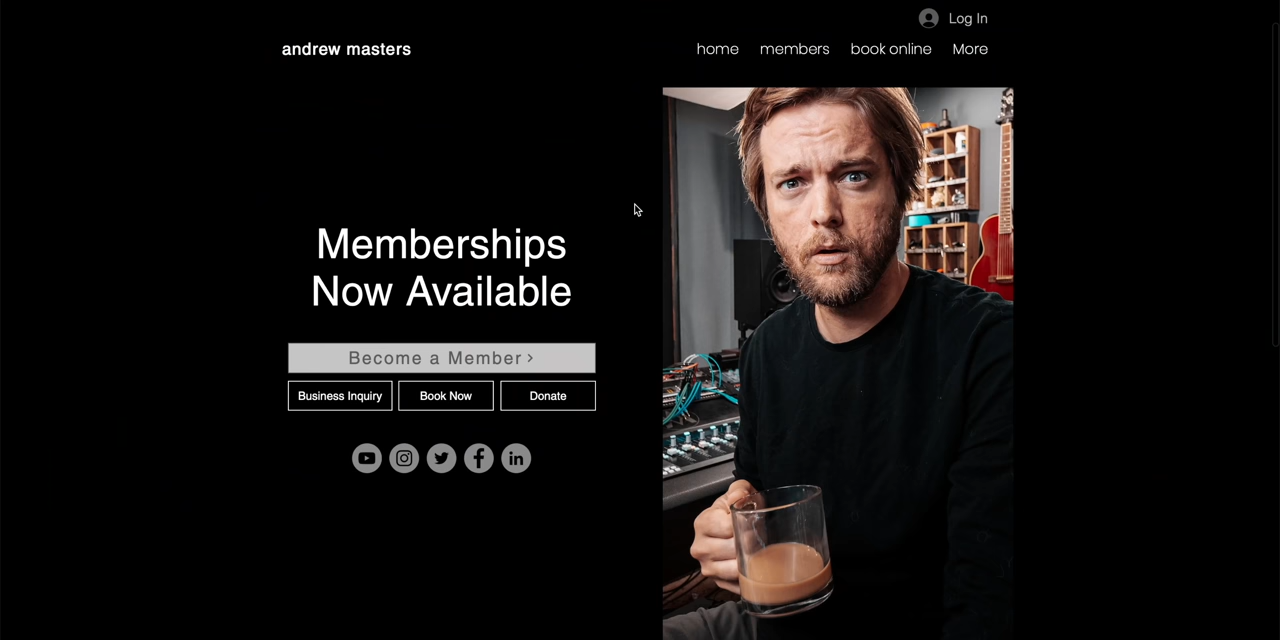 Log In
andrew masters
home members book online More
Memberships
Now Available
Become a Member >
Business Inquiry Book Now Donate
in